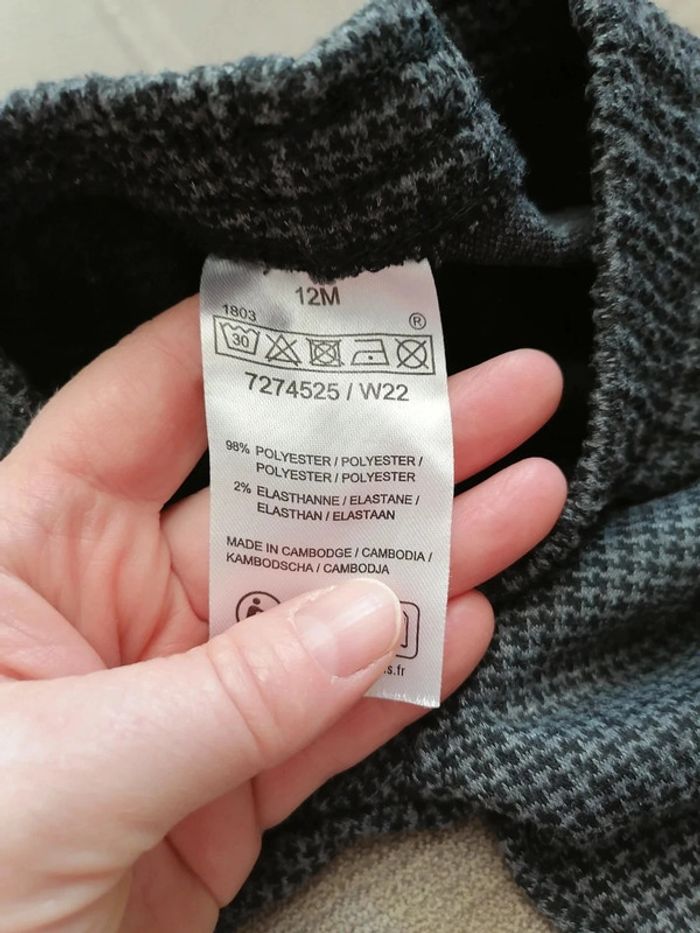 12M
1803
®
30
7274525 / W22
98% POLYESTER / POLYESTER /
POLYESTER / POLYESTER
2% ELASTHANNE / ELASTANE /
ELASTHAN / ELASTAAN
MADE IN CAMBODGE / CAMBODIA /
KAMBODSCHA / CAMBODJA
s.fr